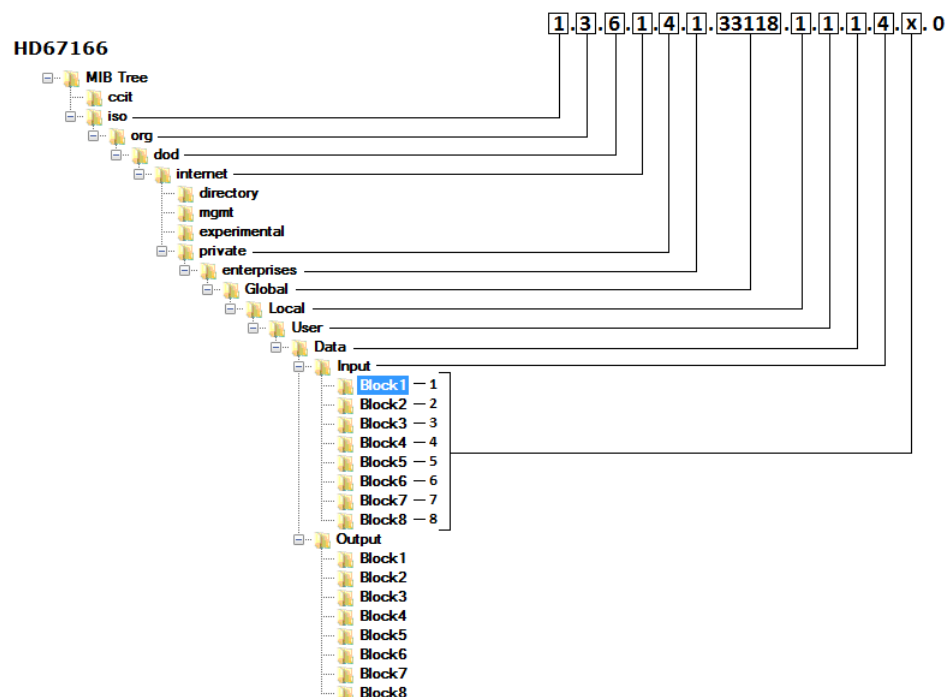 1.3.6.1.4.1.33118.1.1.1.4.x.0
HD67166
MIB Tree
ccit
iso
org
dod
internet
directory
mgmt
experimental
private
enterprises
Global
Local
User
Data
Input
Block1 — 1
Block2 — 2
Block3 — 3
Block4 — 4
Block5 — 5
Block6 — 6
Block7 — 7
Block8 — 8
Output
Block1
Block2
Block3
Block4
Block5
Block6
Block7
Block8